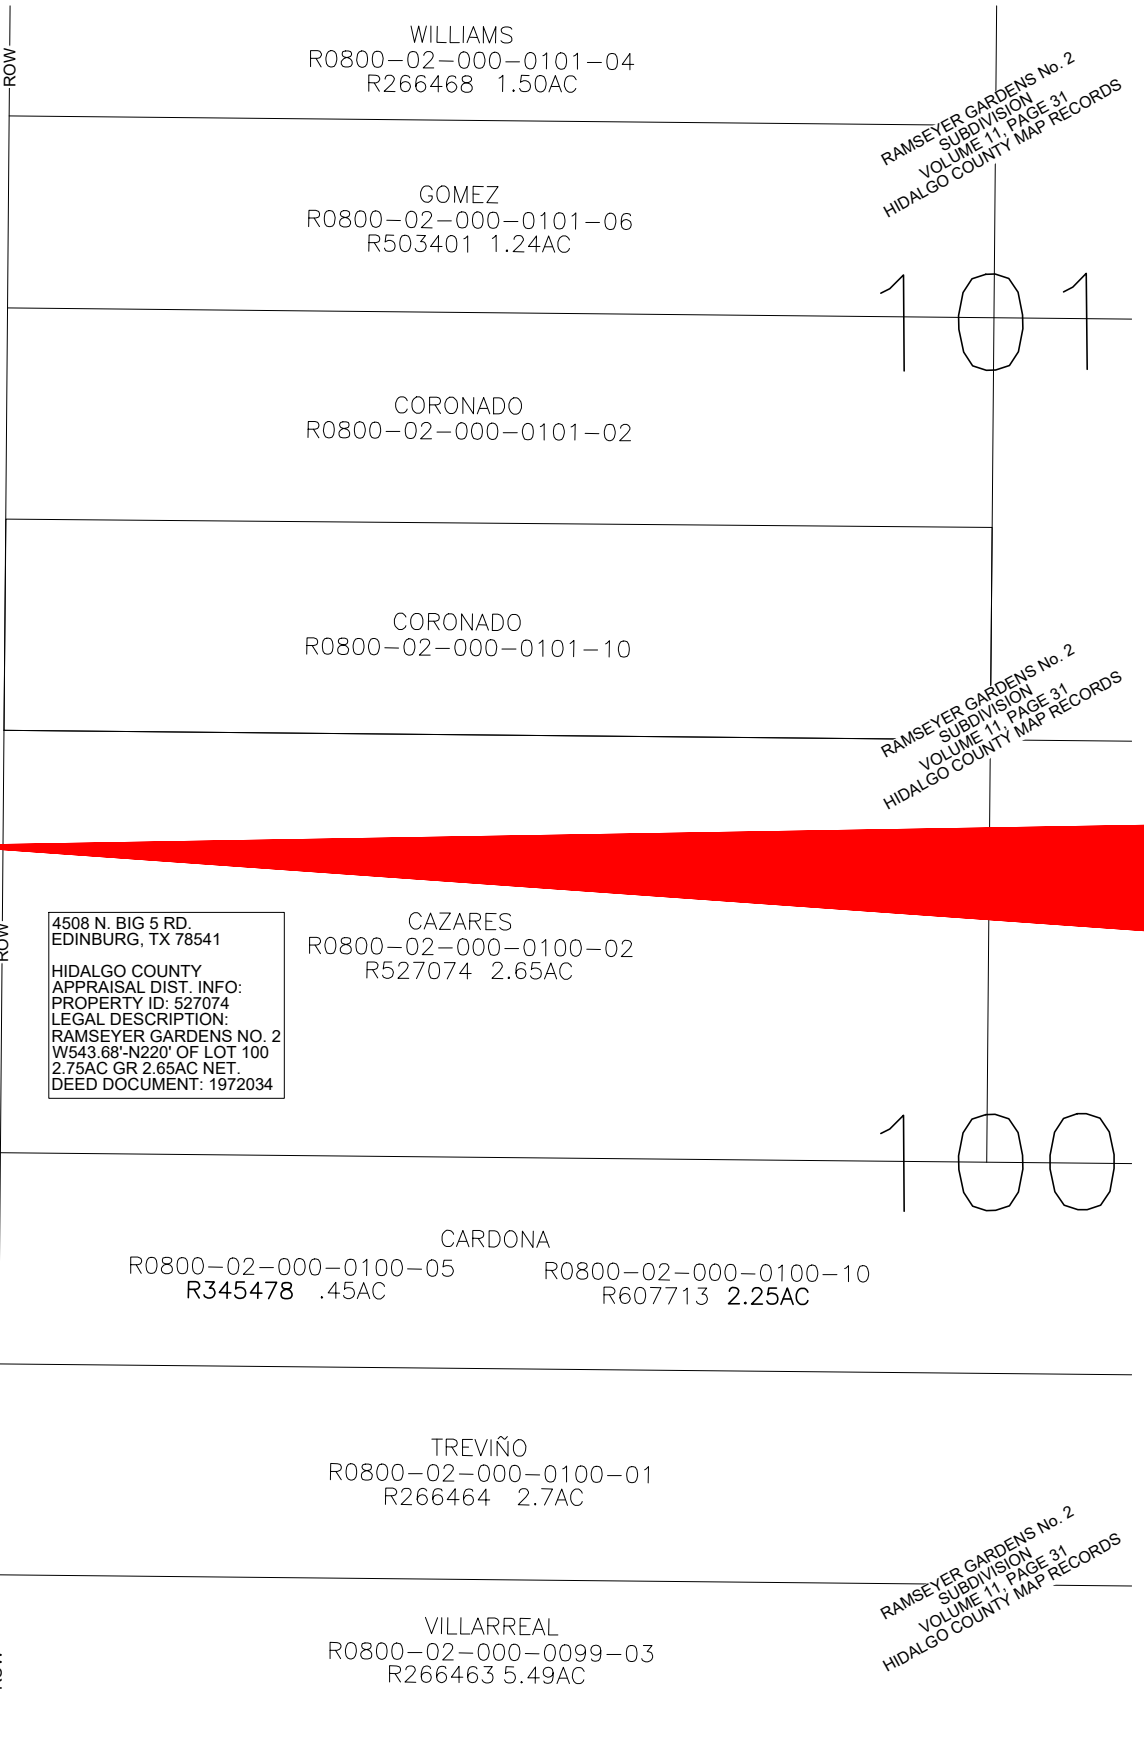 ROW
WILLIAMS
R0800-02-000-0101-04
R266468 1.50AC
RAMSEYER GARDENS No. 2
SUBDIVISION
VOLUME 11, PAGE 31
HIDALGO COUNTY MAP RECORDS
GOMEZ
R0800-02-000-0101-06
R503401 1.24AC
101
CORONADO
R0800-02-000-0101-02
CORONADO
R0800-02-000-0101-10
RAMSEYER GARDENS No. 2
SUBDIVISION
VOLUME 11, PAGE 31
HIDALGO COUNTY MAP RECORDS
ROW
4508 N. BIG 5 RD.
EDINBURG, TX 78541
HIDALGO COUNTY
APPRAISAL DIST. INFO:
PROPERTY ID: 527074
LEGAL DESCRIPTION:
RAMSEYER GARDENS NO. 2
W543.68'-N220' OF LOT 100
2.75AC GR 2.65AC NET.
DEED DOCUMENT: 1972034
CAZARES
R0800-02-000-0100-02
R527074 2.65AC
100
CARDONA
R0800-02-000-0100-05
R345478 .45AC
R0800-02-000-0100-10
R607713 2.25AC
TREVIÑO
R0800-02-000-0100-01
R266464 2.7AC
RAMSEYER GARDENS No. 2
SUBDIVISION
VOLUME 11, PAGE 31
HIDALGO COUNTY MAP RECORDS
VILLARREAL
R0800-02-000-0099-03
R266463 5.49AC